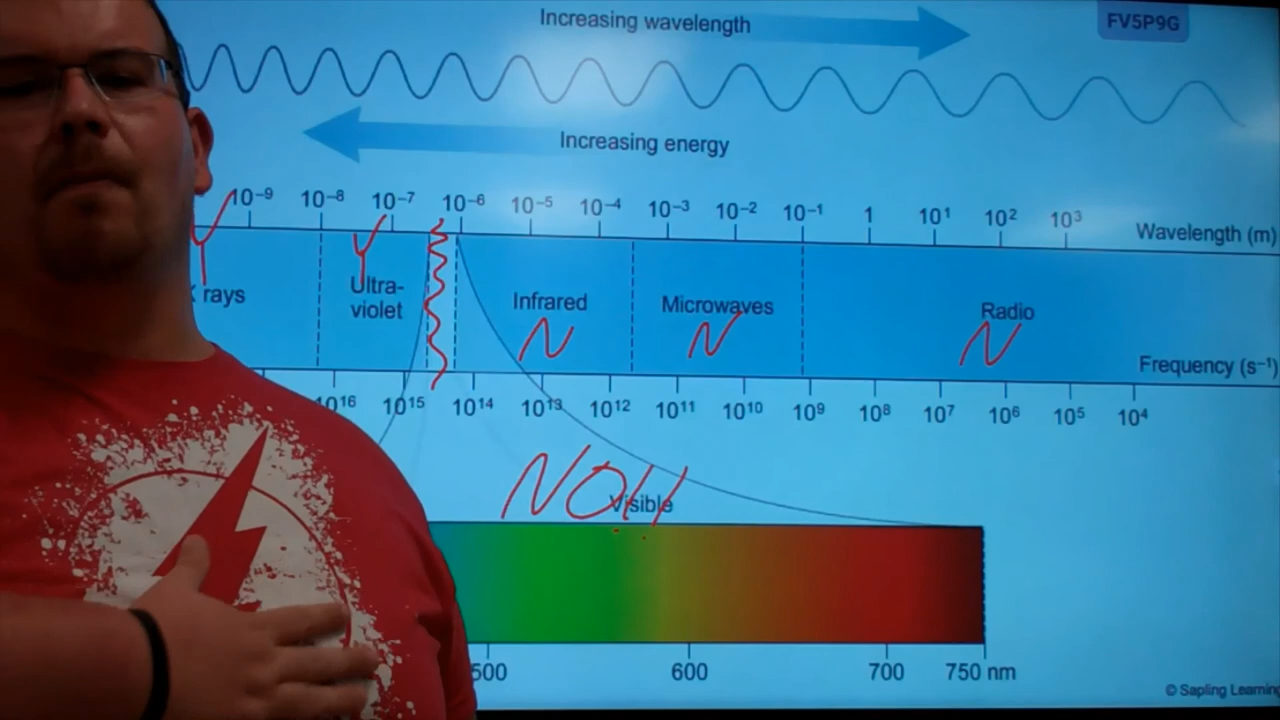 Increasing wavelength
FV5P9G
Increasing energy
10⁻⁹ 10⁻⁸ 10⁻⁷ 10⁻⁶ 10⁻⁵ 10⁻⁴ 10⁻³ 10⁻² 10⁻¹ 1 10¹ 10² 10³
Wavelength (m)
Y Y
rays
Ultra-
violet
Infrared
Microwaves
Radio
N N N
Frequency (s⁻¹)
10¹⁶ 10¹⁵ 10¹⁴ 10¹³ 10¹² 10¹¹ 10¹⁰ 10⁹ 10⁸ 10⁷ 10⁶ 10⁵ 10⁴
Visible
500 600 700 750 nm
© Sapling Learning